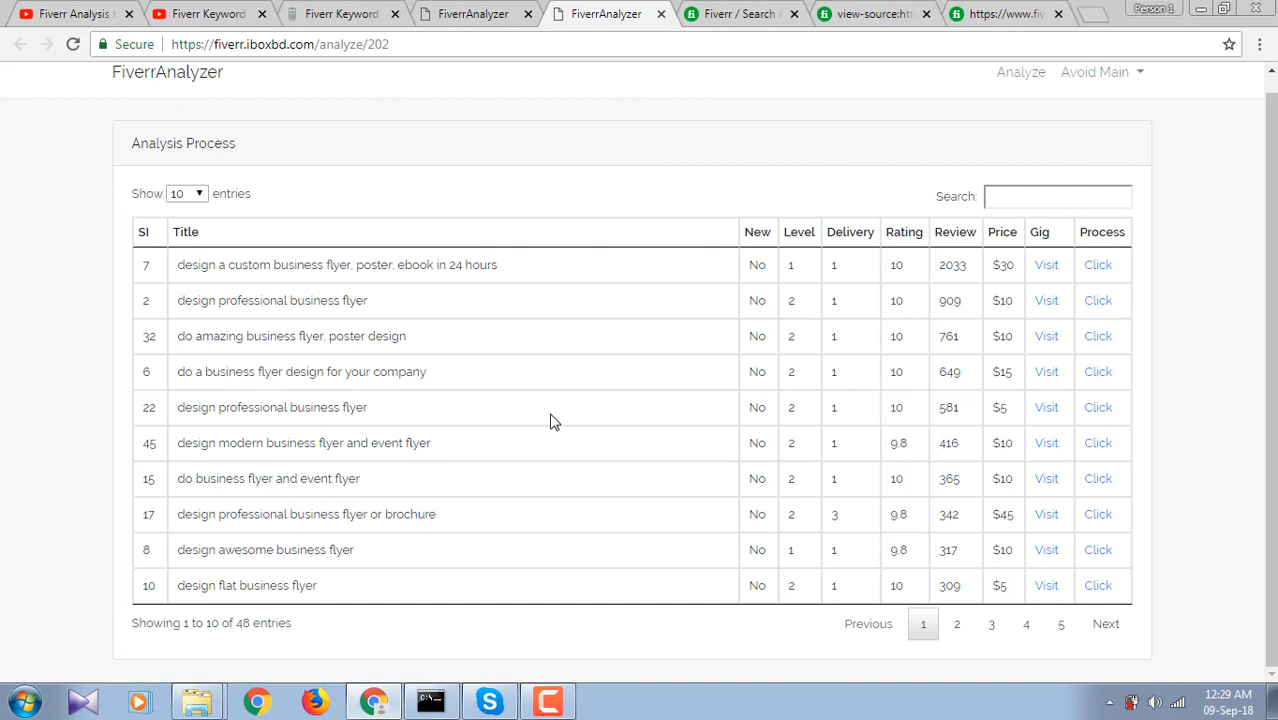 Fiverr Analysis t
Fiverr Keyword
Fiverr Keyword
FiverrAnalyzer
FiverrAnalyzer
Fiverr / Search f
view-source:htt
https://www.fiv
Person 1
Secure
https://fiverr.iboxbd.com/analyze/202
FiverrAnalyzer
Analyze
Avoid Main
Analysis Process
Show 10 entries
Search:
SI Title New Level Delivery Rating Review Price Gig Process
7 design a custom business flyer, poster, ebook in 24 hours No 1 1 10 2033 $30 Visit Click
2 design professional business flyer No 2 1 10 909 $10 Visit Click
32 do amazing business flyer, poster design No 2 1 10 761 $10 Visit Click
6 do a business flyer design for your company No 2 1 10 649 $15 Visit Click
22 design professional business flyer No 2 1 10 581 $5 Visit Click
45 design modern business flyer and event flyer No 2 1 9.8 416 $10 Visit Click
15 do business flyer and event flyer No 2 1 10 365 $10 Visit Click
17 design professional business flyer or brochure No 2 3 9.8 342 $45 Visit Click
8 design awesome business flyer No 1 1 9.8 317 $10 Visit Click
10 design flat business flyer No 2 1 10 309 $5 Visit Click
Showing 1 to 10 of 48 entries
Previous 1 2 3 4 5 Next
12:29 AM
09-Sep-18